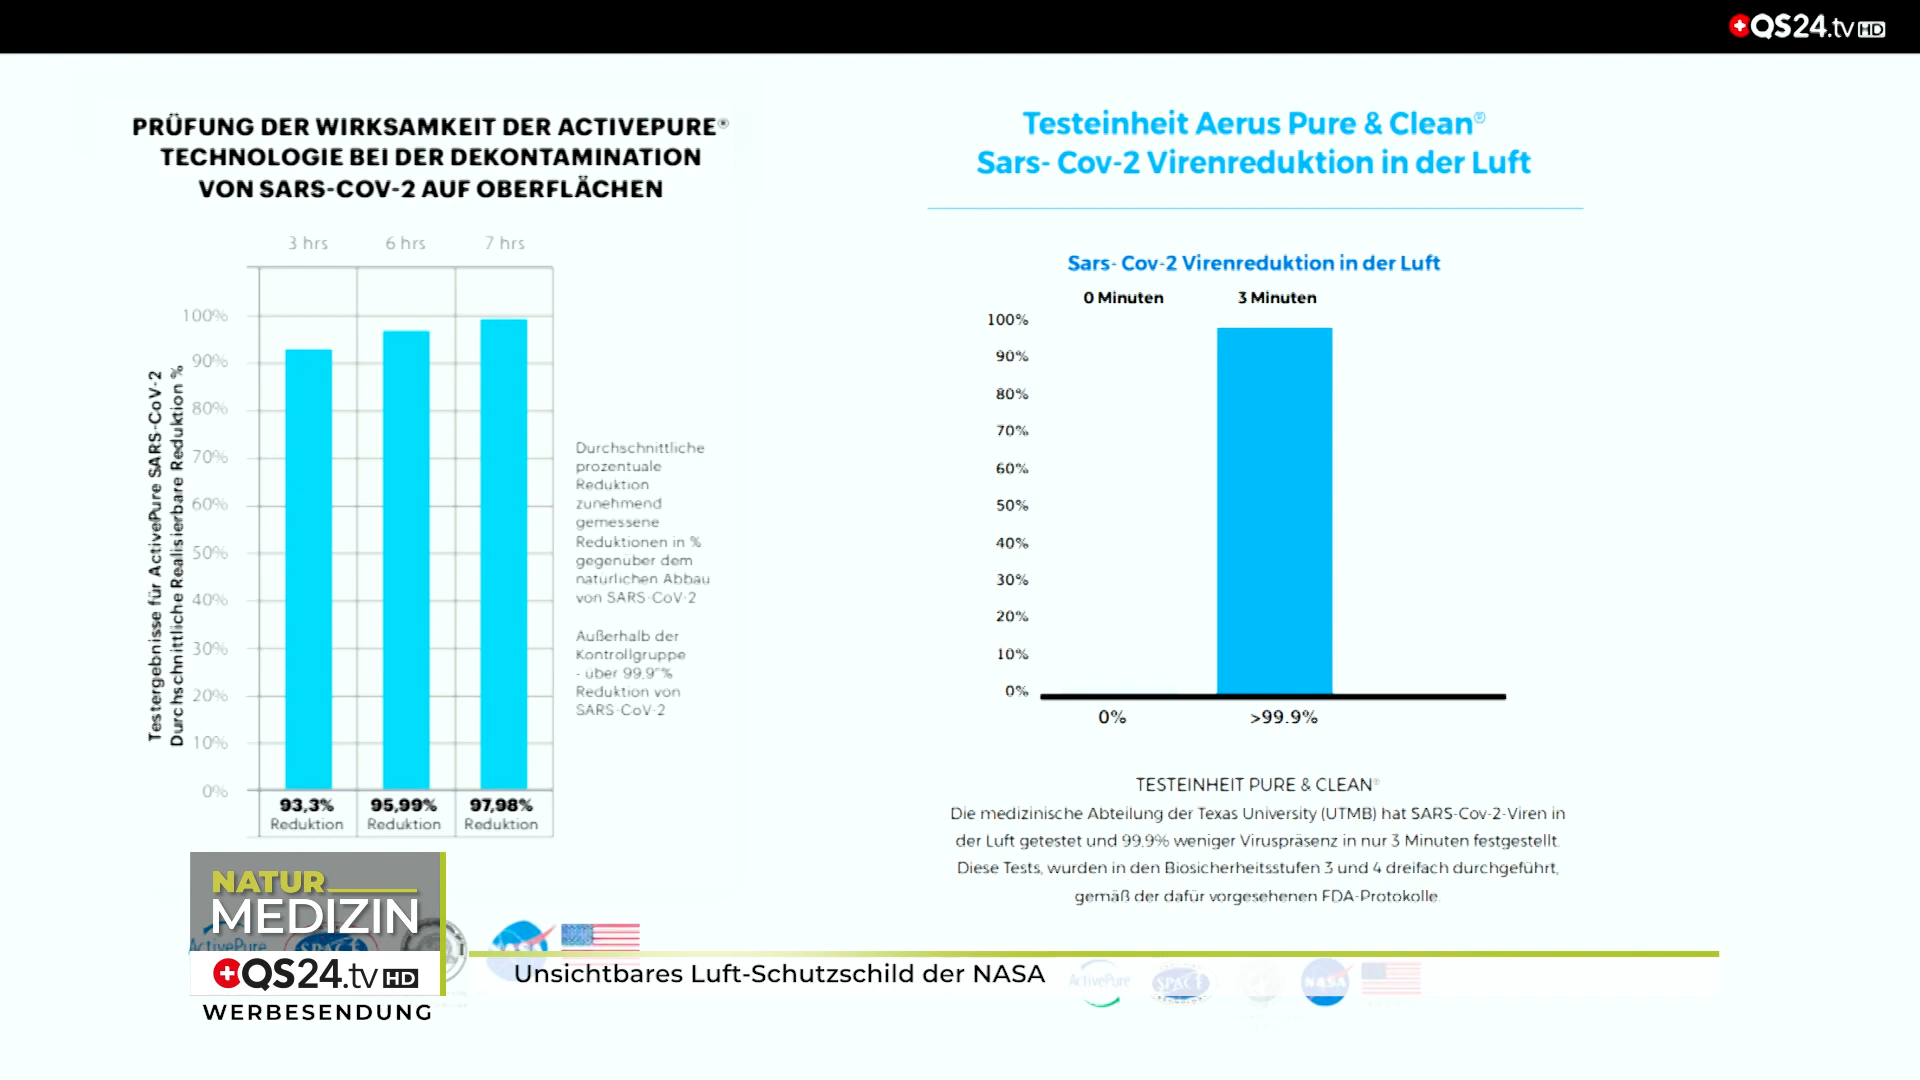 QS24.tv HD
PRÜFUNG DER WIRKSAMKEIT DER ACTIVEPURE®
TECHNOLOGIE BEI DER DEKONTAMINATION
VON SARS-COV-2 AUF OBERFLÄCHEN
3 hrs 6 hrs 7 hrs
Testergebnisse für ActivePure SARS-CoV-2
Durchschnittliche Realisierbare Reduktion %
100%
90%
80%
70%
60%
50%
40%
30%
20%
10%
0%
93,3% 95,99% 97,98%
Reduktion Reduktion Reduktion
Durchschnittliche
prozentuale
Reduktion
zunehmend
gemessene
Reduktionen in %
gegenüber dem
natürlichen Abbau
von SARS-CoV-2
Außerhalb der
Kontrollgruppe
- über 99.9"%
Reduktion von
SARS-CoV-2
Testeinheit Aerus Pure & Clean®
Sars- Cov-2 Virenreduktion in der Luft
Sars- Cov-2 Virenreduktion in der Luft
0 Minuten 3 Minuten
100%
90%
80%
70%
60%
50%
40%
30%
20%
10%
0%
0% >99.9%
TESTEINHEIT PURE & CLEAN®
Die medizinische Abteilung der Texas University (UTMB) hat SARS-Cov-2-Viren in
der Luft getestet und 99.9% weniger Viruspräsenz in nur 3 Minuten festgestellt.
Diese Tests, wurden in den Biosicherheitsstufen 3 und 4 dreifach durchgeführt,
gemäß der dafür vorgesehenen FDA-Protokolle.
NATUR
MEDIZIN
ActivePure SPACE NASA
QS24.tv HD
WERBESENDUNG
Unsichtbares Luft-Schutzschild der NASA
ActivePure SPACE NASA